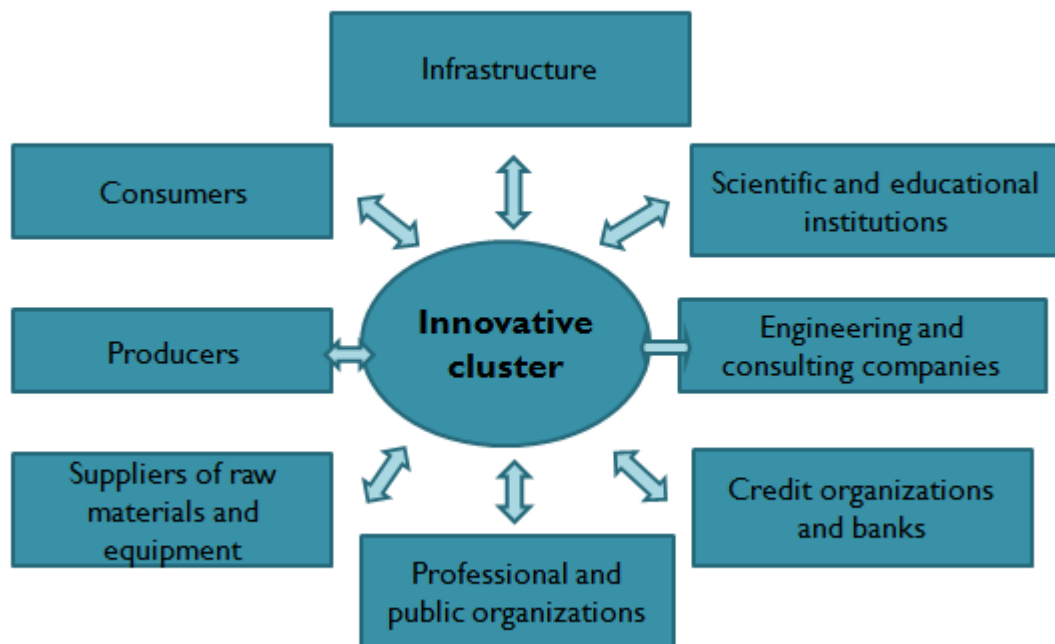 Infrastructure
Consumers
Scientific and educational
institutions
Innovative
cluster
Producers
Engineering and
consulting companies
Suppliers of raw
materials and
equipment
Credit organizations
and banks
Professional and
public organizations